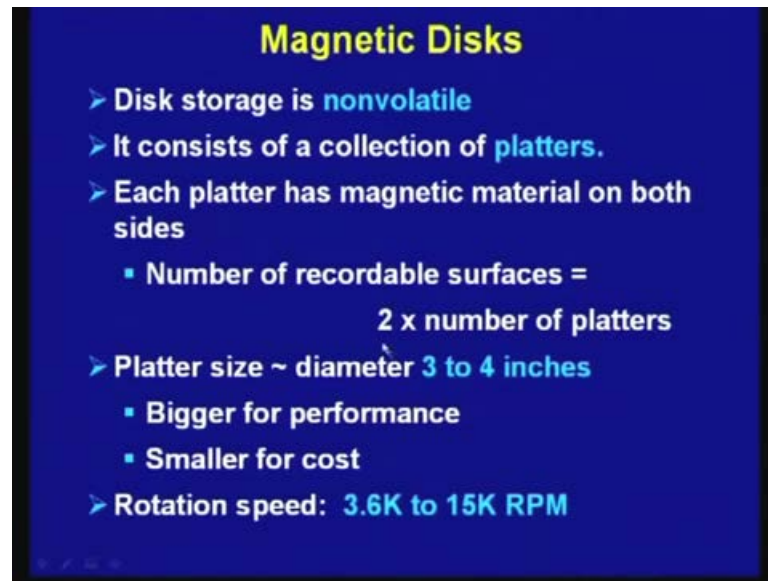 Magnetic Disks
➢ Disk storage is nonvolatile
➢ It consists of a collection of platters.
➢ Each platter has magnetic material on both
sides
▪ Number of recordable surfaces =
2 x number of platters
➢ Platter size ~ diameter 3 to 4 inches
▪ Bigger for performance
▪ Smaller for cost
➢ Rotation speed: 3.6K to 15K RPM